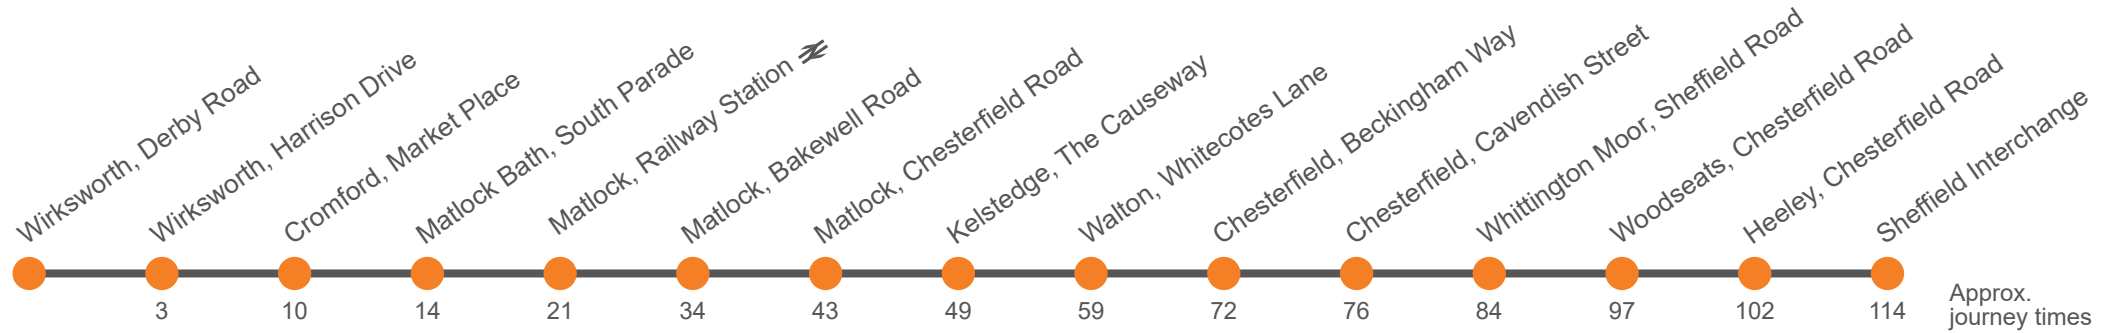 Wirksworth, Derby Road
Wirksworth, Harrison Drive
Cromford, Market Place
Matlock Bath, South Parade
Matlock, Railway Station
Matlock, Bakewell Road
Matlock, Chesterfield Road
Kelstedge, The Causeway
Walton, Whitecotes Lane
Chesterfield, Beckingham Way
Chesterfield, Cavendish Street
Whittington Moor, Sheffield Road
Woodseats, Chesterfield Road
Heeley, Chesterfield Road
Sheffield Interchange
3 10 14 21 34 43 49 59 72 76 84 97 102 114
Approx.
journey times